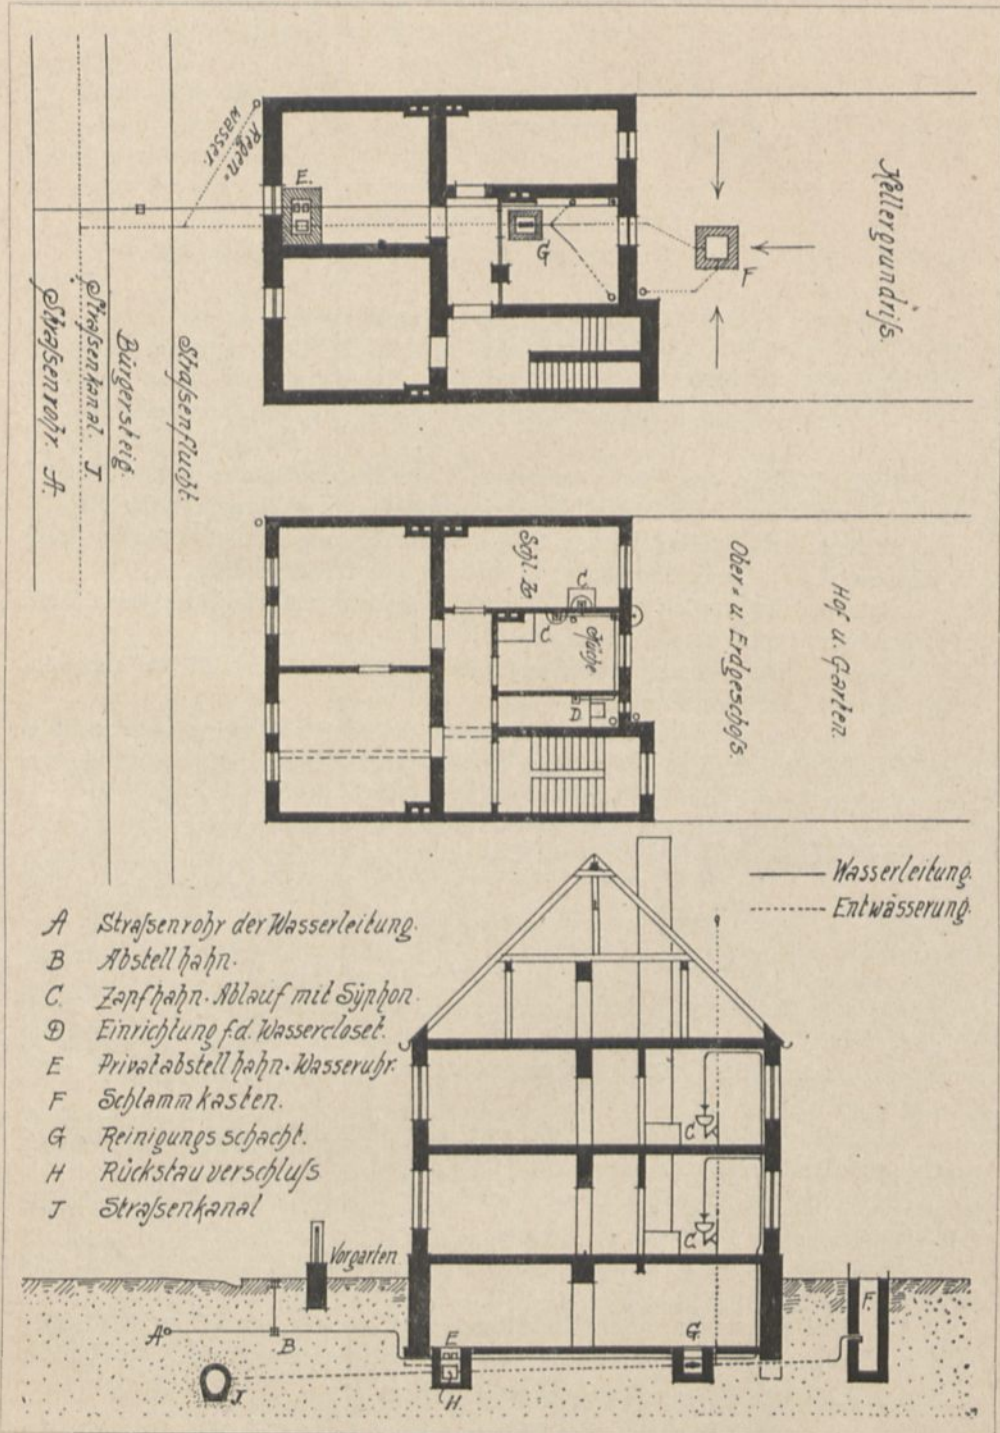 Regen-
wasser.
E.
G
F
Kellergrundriſs.
Straſsenrohr. A.
Straſsenkanal. J.
Bürgersteig.
Straſsenflucht.
Schl. Z
C
C
Küche
D
Ober- u. Erdgeschoſs.
Hof u. Garten.
Wasserleitung.
Entwässerung.
A Straſsenrohr der Wasserleitung.
B Abstellhahn.
C. Zapfhahn. Ablauf mit Syphon.
D Einrichtung f.d. Wassercloset.
E Privatabstellhahn. Wasseruhr.
F Schlammkasten.
G Reinigungsschacht.
H Rückstauverschluſs
J Straſsenkanal
C
C.
Vorgarten
A
B
E
G.
F.
J.
H.